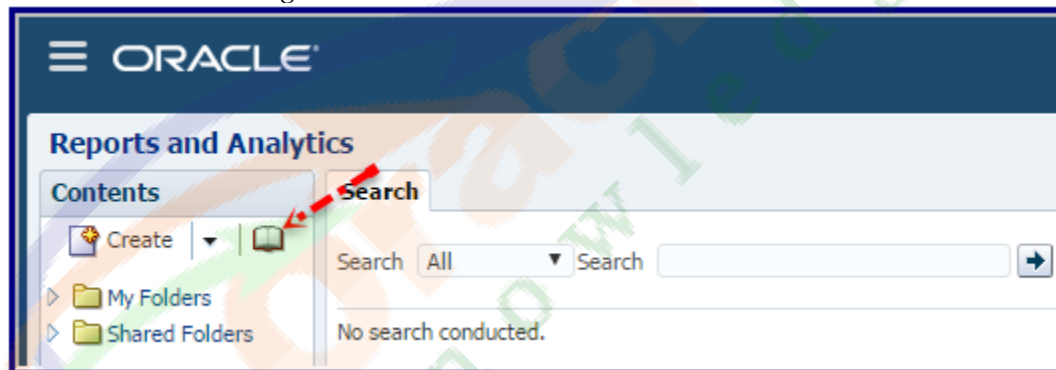 ORACLE
Reports and Analytics
Contents
Search
Create
Search All Search
My Folders
Shared Folders
No search conducted.